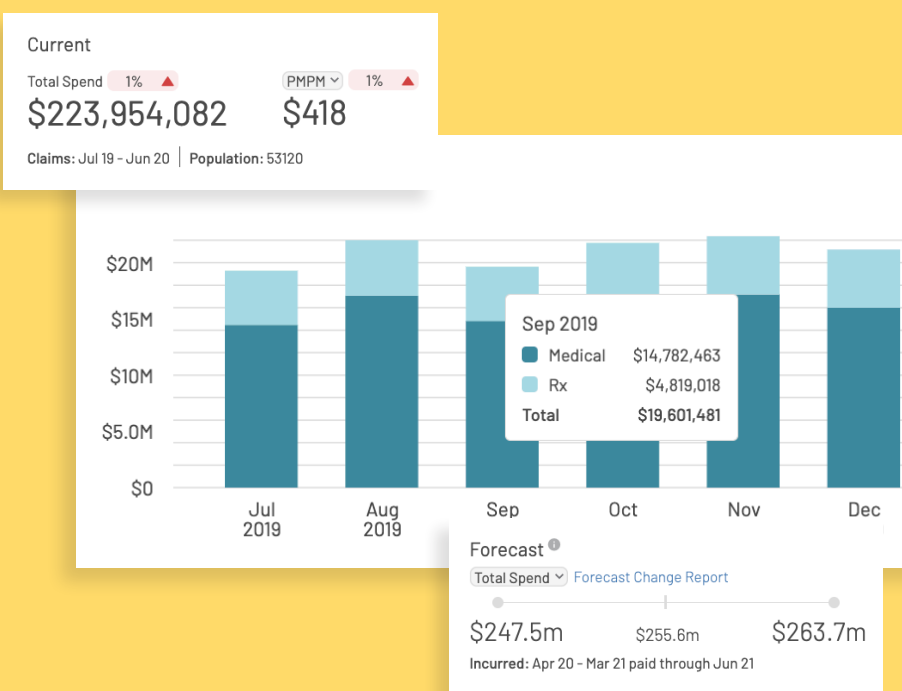 Current
Total Spend 1% PMPM 1%
$223,954,082 $418
Claims: Jul 19 - Jun 20 | Population: 53120
$20M
$15M
$10M
$5.0M
$0
Sep 2019
Medical $14,782,463
Rx $4,819,018
Total $19,601,481
Jul Aug Sep Oct Nov Dec
2019 2019
Forecast
Total Spend Forecast Change Report
$247.5m $255.6m $263.7m
Incurred: Apr 20 - Mar 21 paid through Jun 21